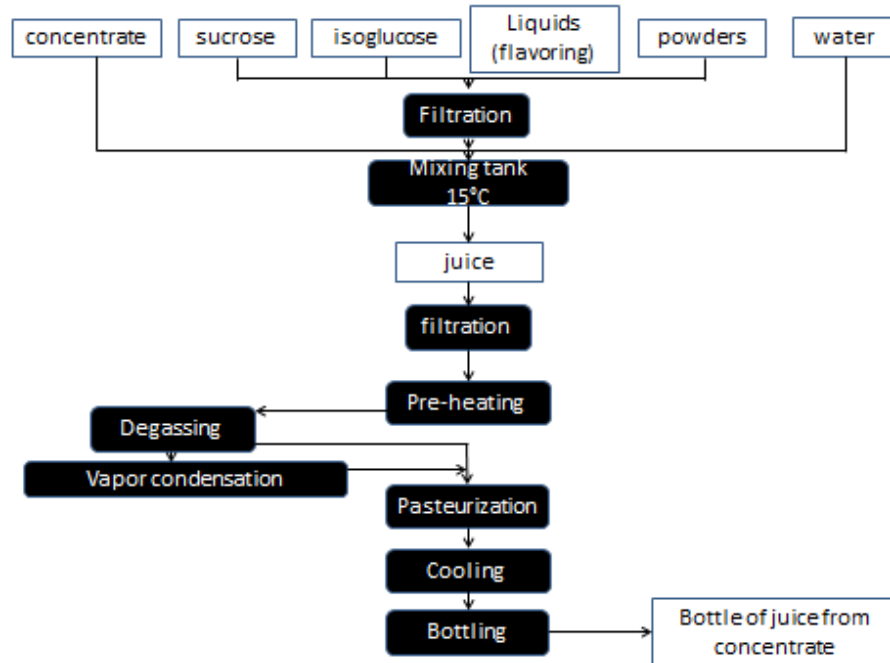 concentrate
sucrose
isoglucose
Liquids
(flavoring)
powders
water
Filtration
Mixing tank
15°C
juice
filtration
Pre-heating
Degassing
Vapor condensation
Pasteurization
Cooling
Bottling
Bottle of juice from
concentrate